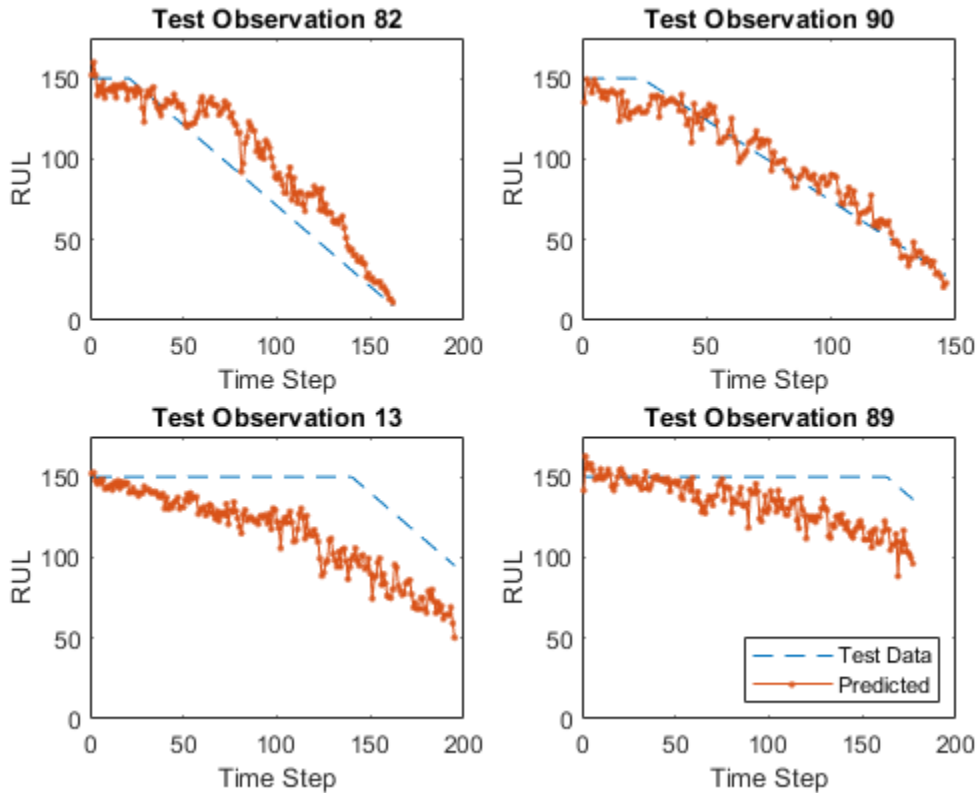 Test Observation 82
RUL
150
100
50
0
0 50 100 150 200
Time Step
Test Observation 90
RUL
150
100
50
0
0 50 100 150
Time Step
Test Observation 13
RUL
150
100
50
0
0 50 100 150 200
Time Step
Test Observation 89
RUL
150
100
50
0
Test Data
Predicted
0 50 100 150 200
Time Step